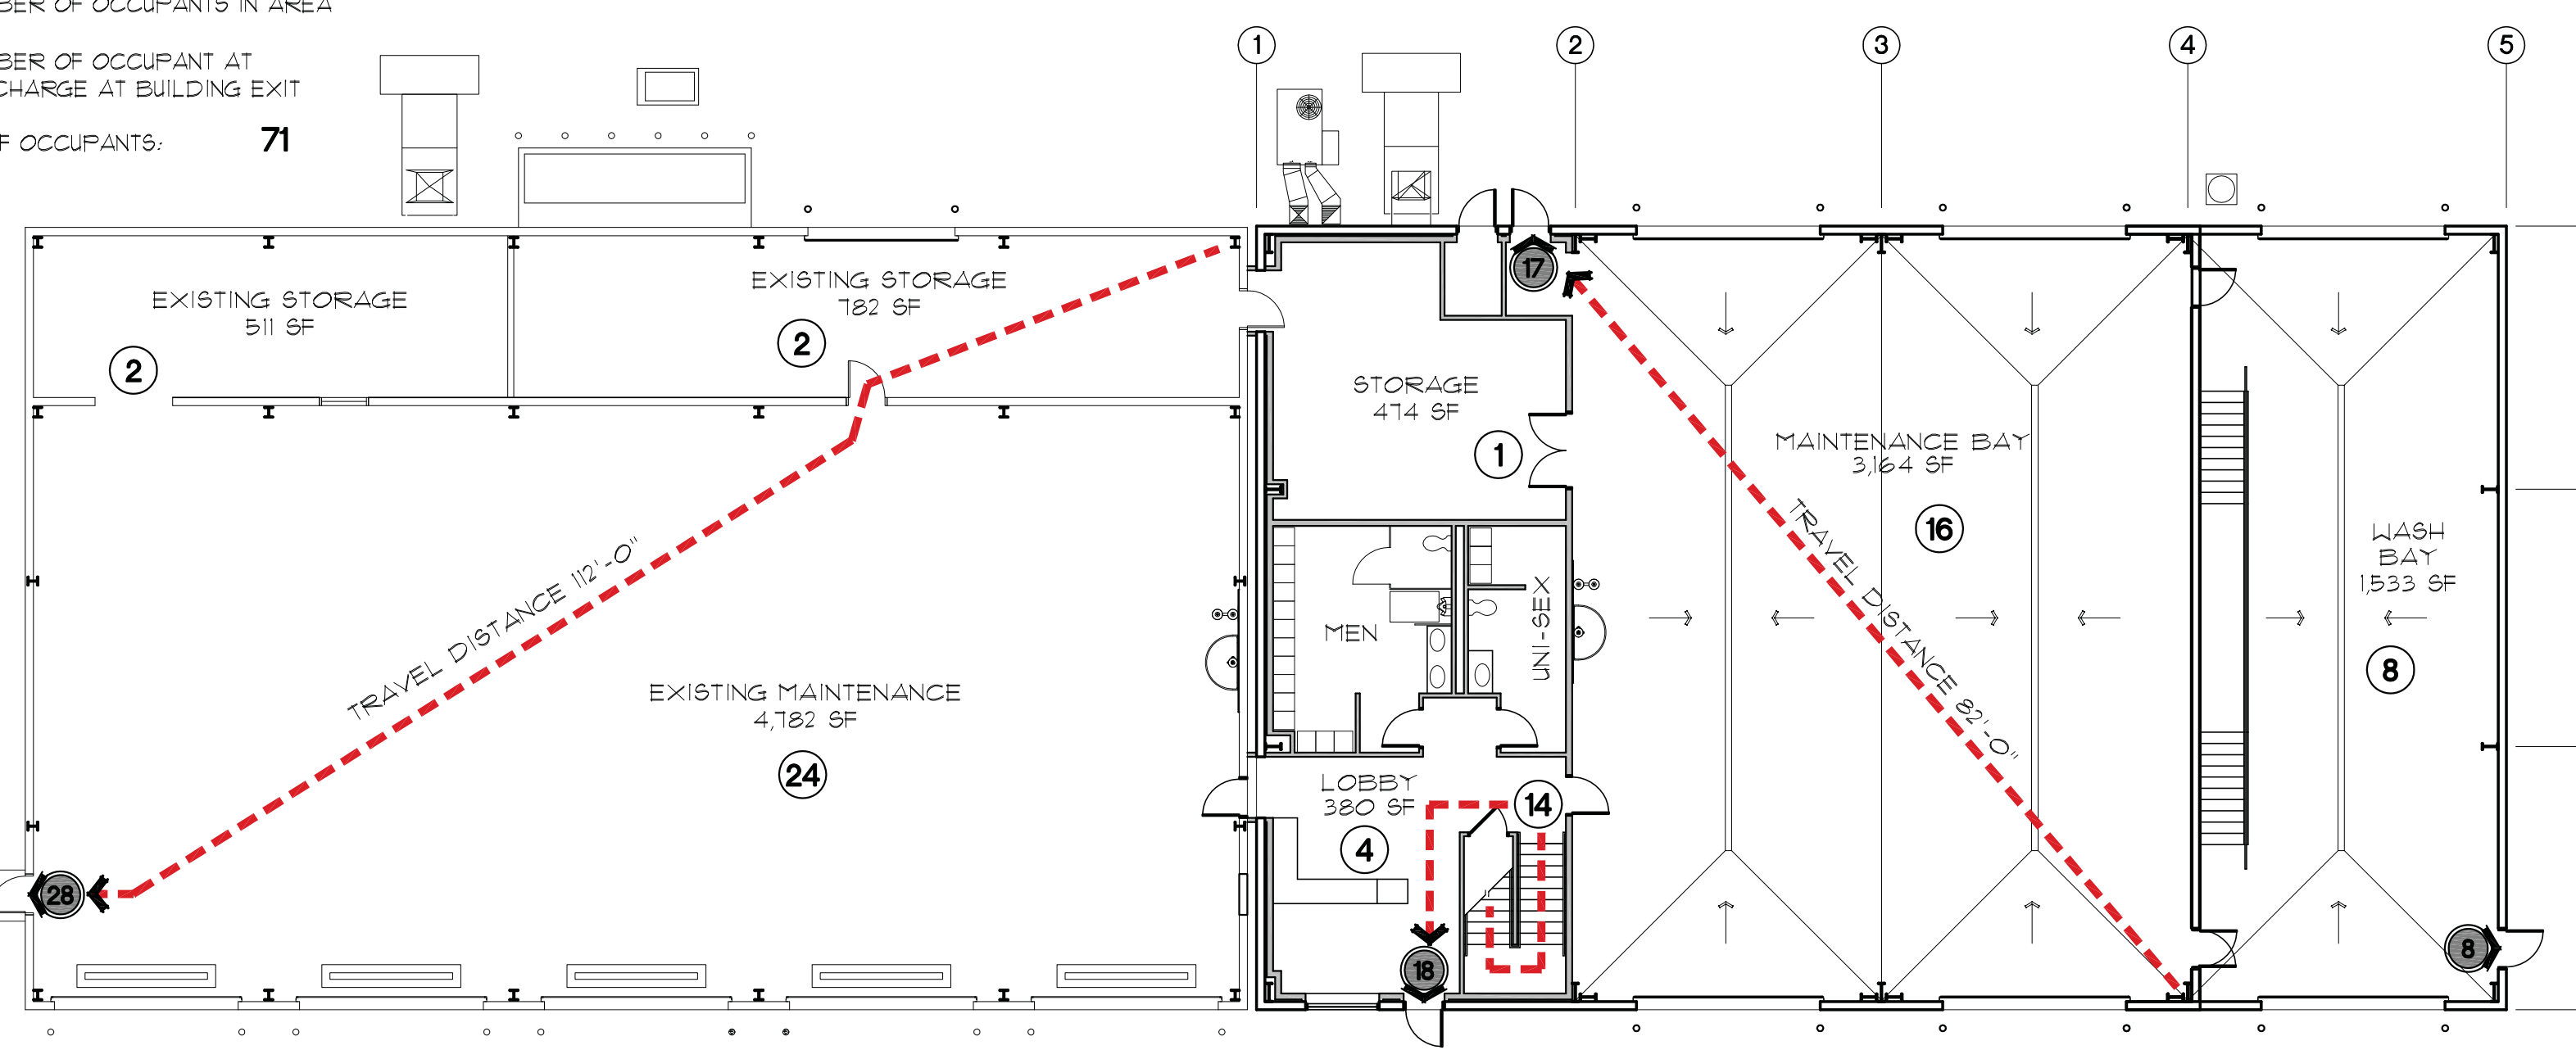 BER OF OCCUPANTS IN AREA
BER OF OCCUPANT AT
CHARGE AT BUILDING EXIT
F OCCUPANTS: 71
1
2
3
4
5
EXISTING STORAGE
511 SF
2
EXISTING STORAGE
782 SF
2
17
STORAGE
474 SF
1
MAINTENANCE BAY
3,164 SF
16
WASH
BAY
1,533 SF
8
TRAVEL DISTANCE 112'-0"
TRAVEL DISTANCE 82'-0"
MEN
UNI-SEX
EXISTING MAINTENANCE
4,782 SF
24
LOBBY
380 SF
4
14
28
18
8